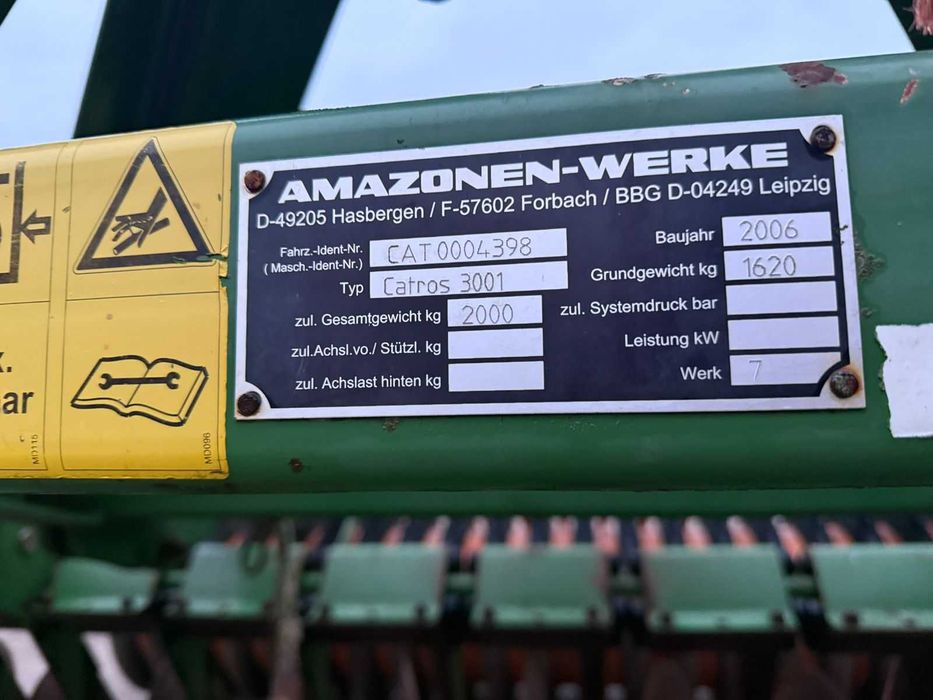 AMAZONEN-WERKE
D-49205 Hasbergen / F-57602 Forbach / BBG D-04249 Leipzig
Fahrz.-Ident-Nr.
( Masch.-Ident-Nr.) CAT0004398
Typ Catros 3001
zul. Gesamtgewicht kg 2000
zul.Achsl.vo./ Stützl. kg
zul. Achslast hinten kg
Baujahr 2006
Grundgewicht kg 1620
zul. Systemdruck bar
Leistung kW
Werk 7
ar
MD115
MD096